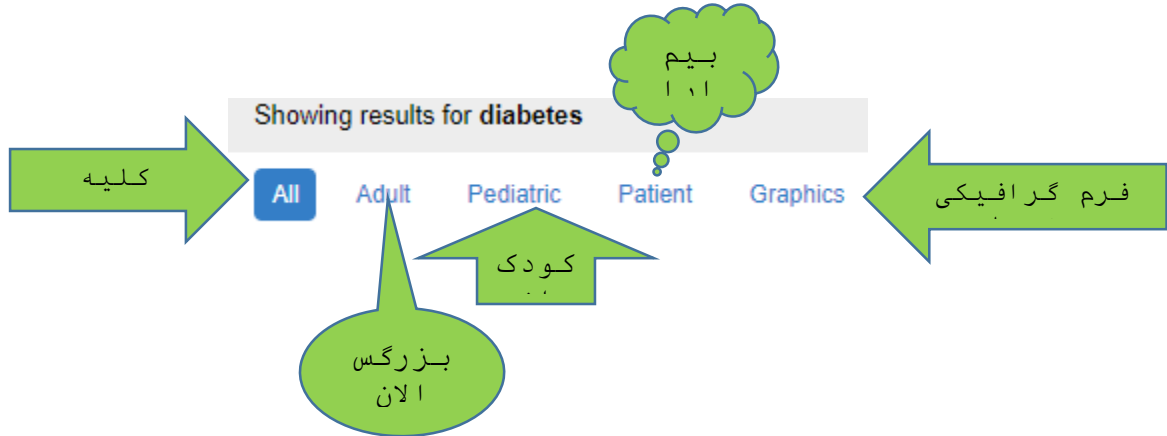 بیم
Showing results for diabetes
کلیه
All Adult Pediatric Patient Graphics
فرم گرافیکی
کودک
بزرگس
الان